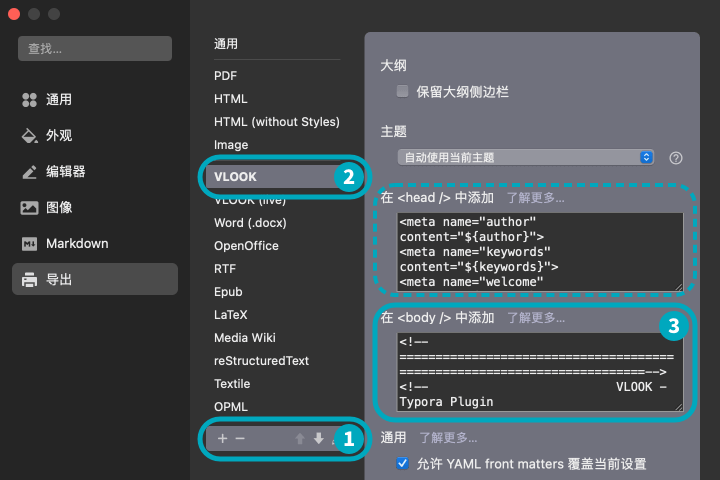 查找...
通用
外观
编辑器
图像
Markdown
导出
通用
PDF
HTML
HTML (without Styles)
Image
VLOOK
2
VLOOK (live)
Word (.docx)
OpenOffice
RTF
Epub
LaTeX
Media Wiki
reStructuredText
Textile
OPML
+ −
1
大纲
保留大纲侧边栏
主题
自动使用当前主题
?
在 <head /> 中添加 了解更多...
<meta name="author"
content="${author}">
<meta name="keywords"
content="${keywords}">
<meta name="welcome"
在 <body /> 中添加 了解更多...
3
<!--
======================================
==================================-->
<!-- VLOOK –
Typora Plugin
通用 了解更多...
允许 YAML front matters 覆盖当前设置